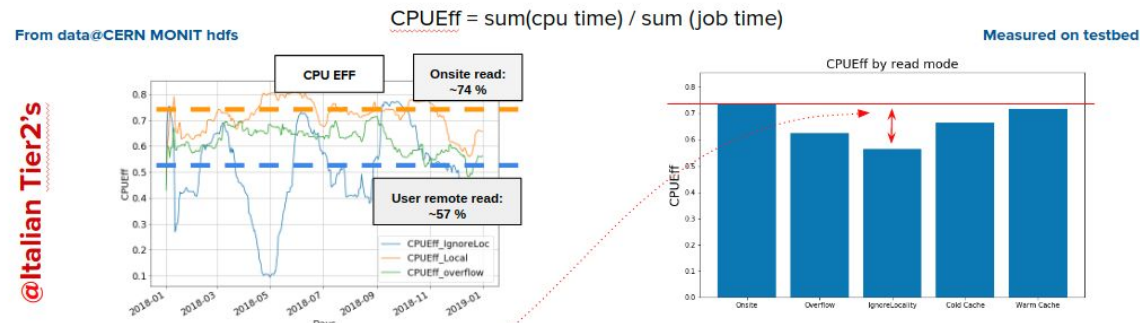 CPUEff = sum(cpu time) / sum (job time)
From data@CERN MONIT hdfs
Measured on testbed
@Italian Tier2's
CPU EFF
Onsite read:
~74 %
User remote read:
~57 %
CPUEff
0.8
0.7
0.6
0.5
0.4
0.3
0.2
0.1
CPUEff_IgnoreLoc
CPUEff_Local
CPUEff_overflow
2018-01
2018-03
2018-05
2018-07
2018-09
2018-11
2019-01
CPUEff by read mode
CPUEff
0.8
0.7
0.6
0.5
0.4
0.3
0.2
0.1
0.0
Onsite
Overflow
IgnoreLocality
Cold Cache
Warm Cache